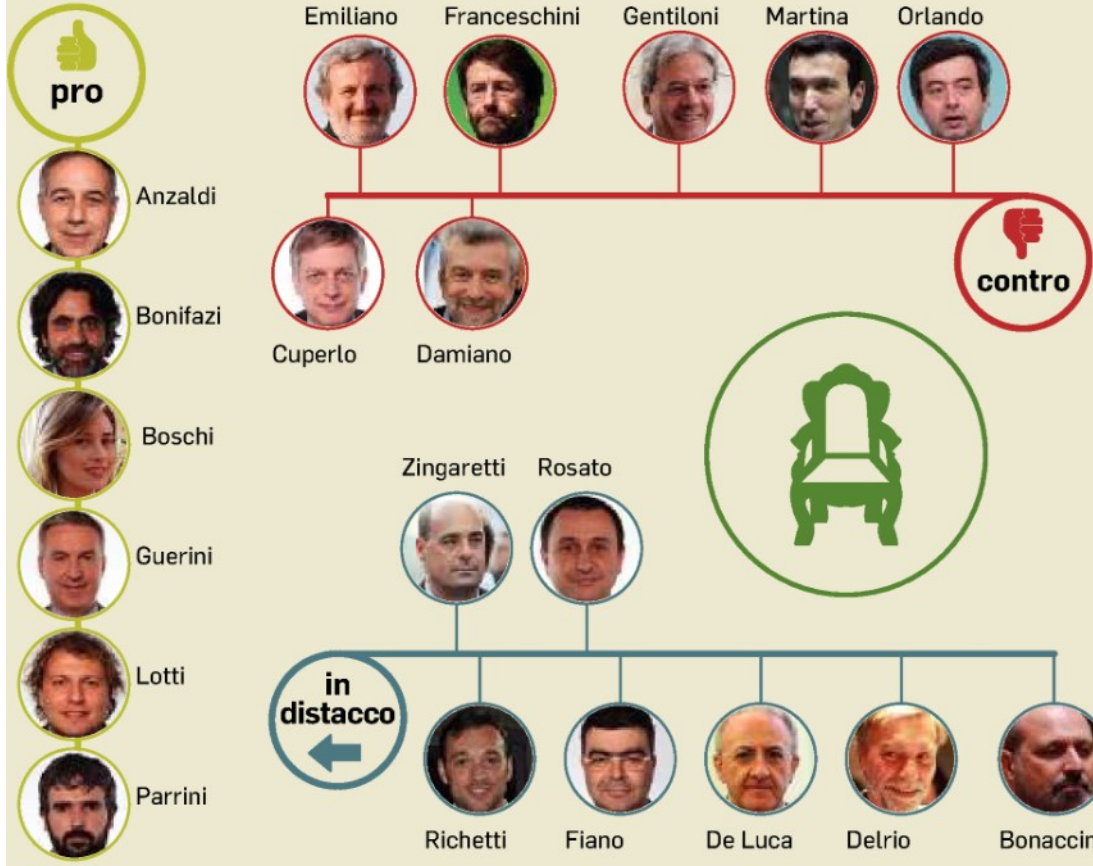 pro
Emiliano
Franceschini
Gentiloni
Martina
Orlando
Anzaldi
Bonifazi
Boschi
Guerini
Lotti
Parrini
contro
Cuperlo
Damiano
Zingaretti
Rosato
in
distacco
Richetti
Fiano
De Luca
Delrio
Bonaccin